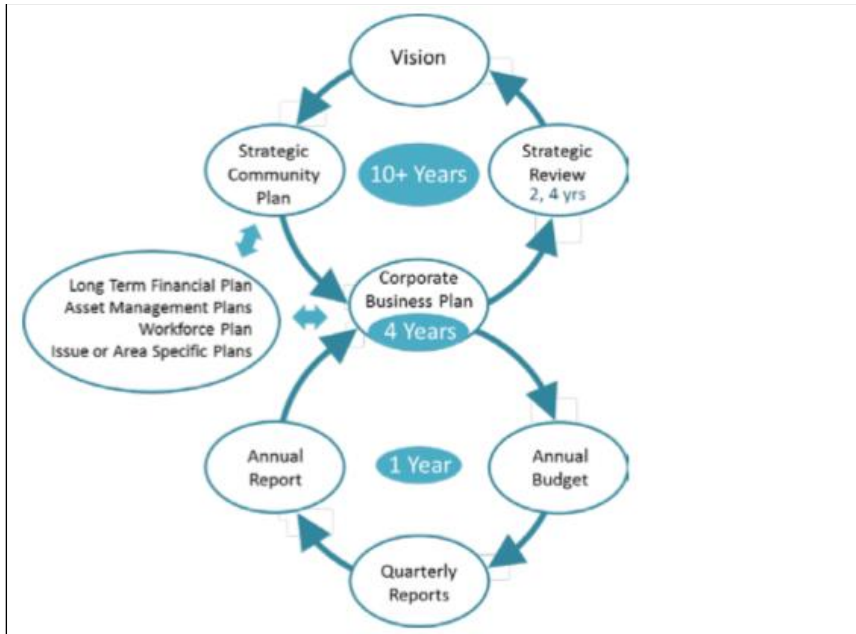 Vision
Strategic
Community
Plan
10+ Years
Strategic
Review
2, 4 yrs
Long Term Financial Plan
Asset Management Plans
Workforce Plan
Issue or Area Specific Plans
Corporate
Business Plan
4 Years
Annual
Report
1 Year
Annual
Budget
Quarterly
Reports